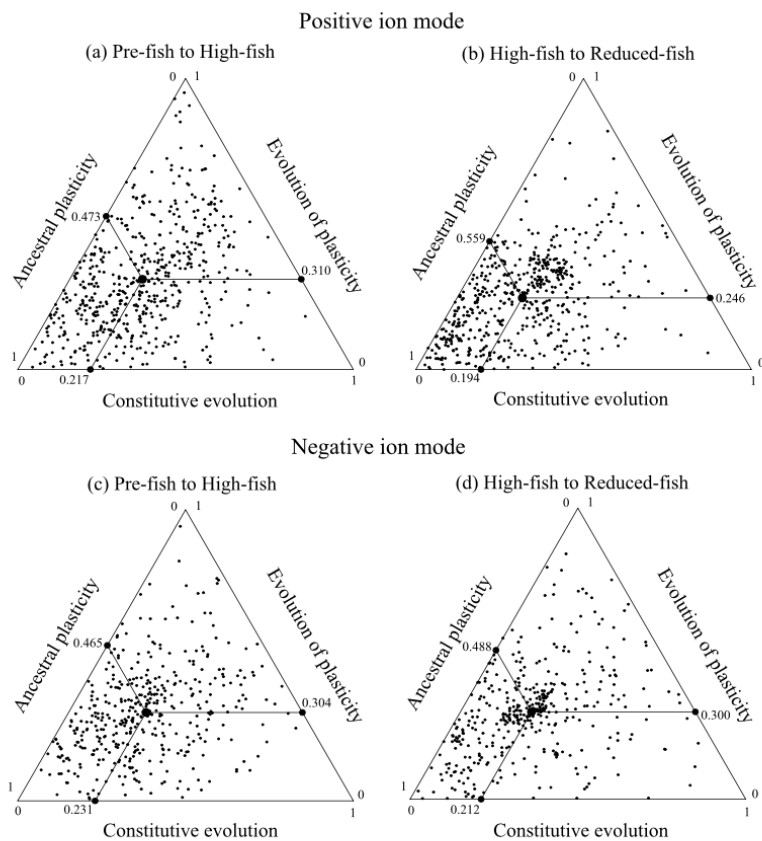 Positive ion mode
(a) Pre-fish to High-fish
(b) High-fish to Reduced-fish
0 1
0 1
Ancestral plasticity
Evolution of plasticity
Ancestral plasticity
Evolution of plasticity
0.473
0.559
0.310
0.246
1
0
1
0
0
0.217
1
0
0.194
1
Constitutive evolution
Constitutive evolution
Negative ion mode
(c) Pre-fish to High-fish
(d) High-fish to Reduced-fish
0 1
0 1
Ancestral plasticity
Evolution of plasticity
Ancestral plasticity
Evolution of plasticity
0.465
0.488
0.304
0.300
1
0
1
0
0
0.231
1
0
0.212
1
Constitutive evolution
Constitutive evolution